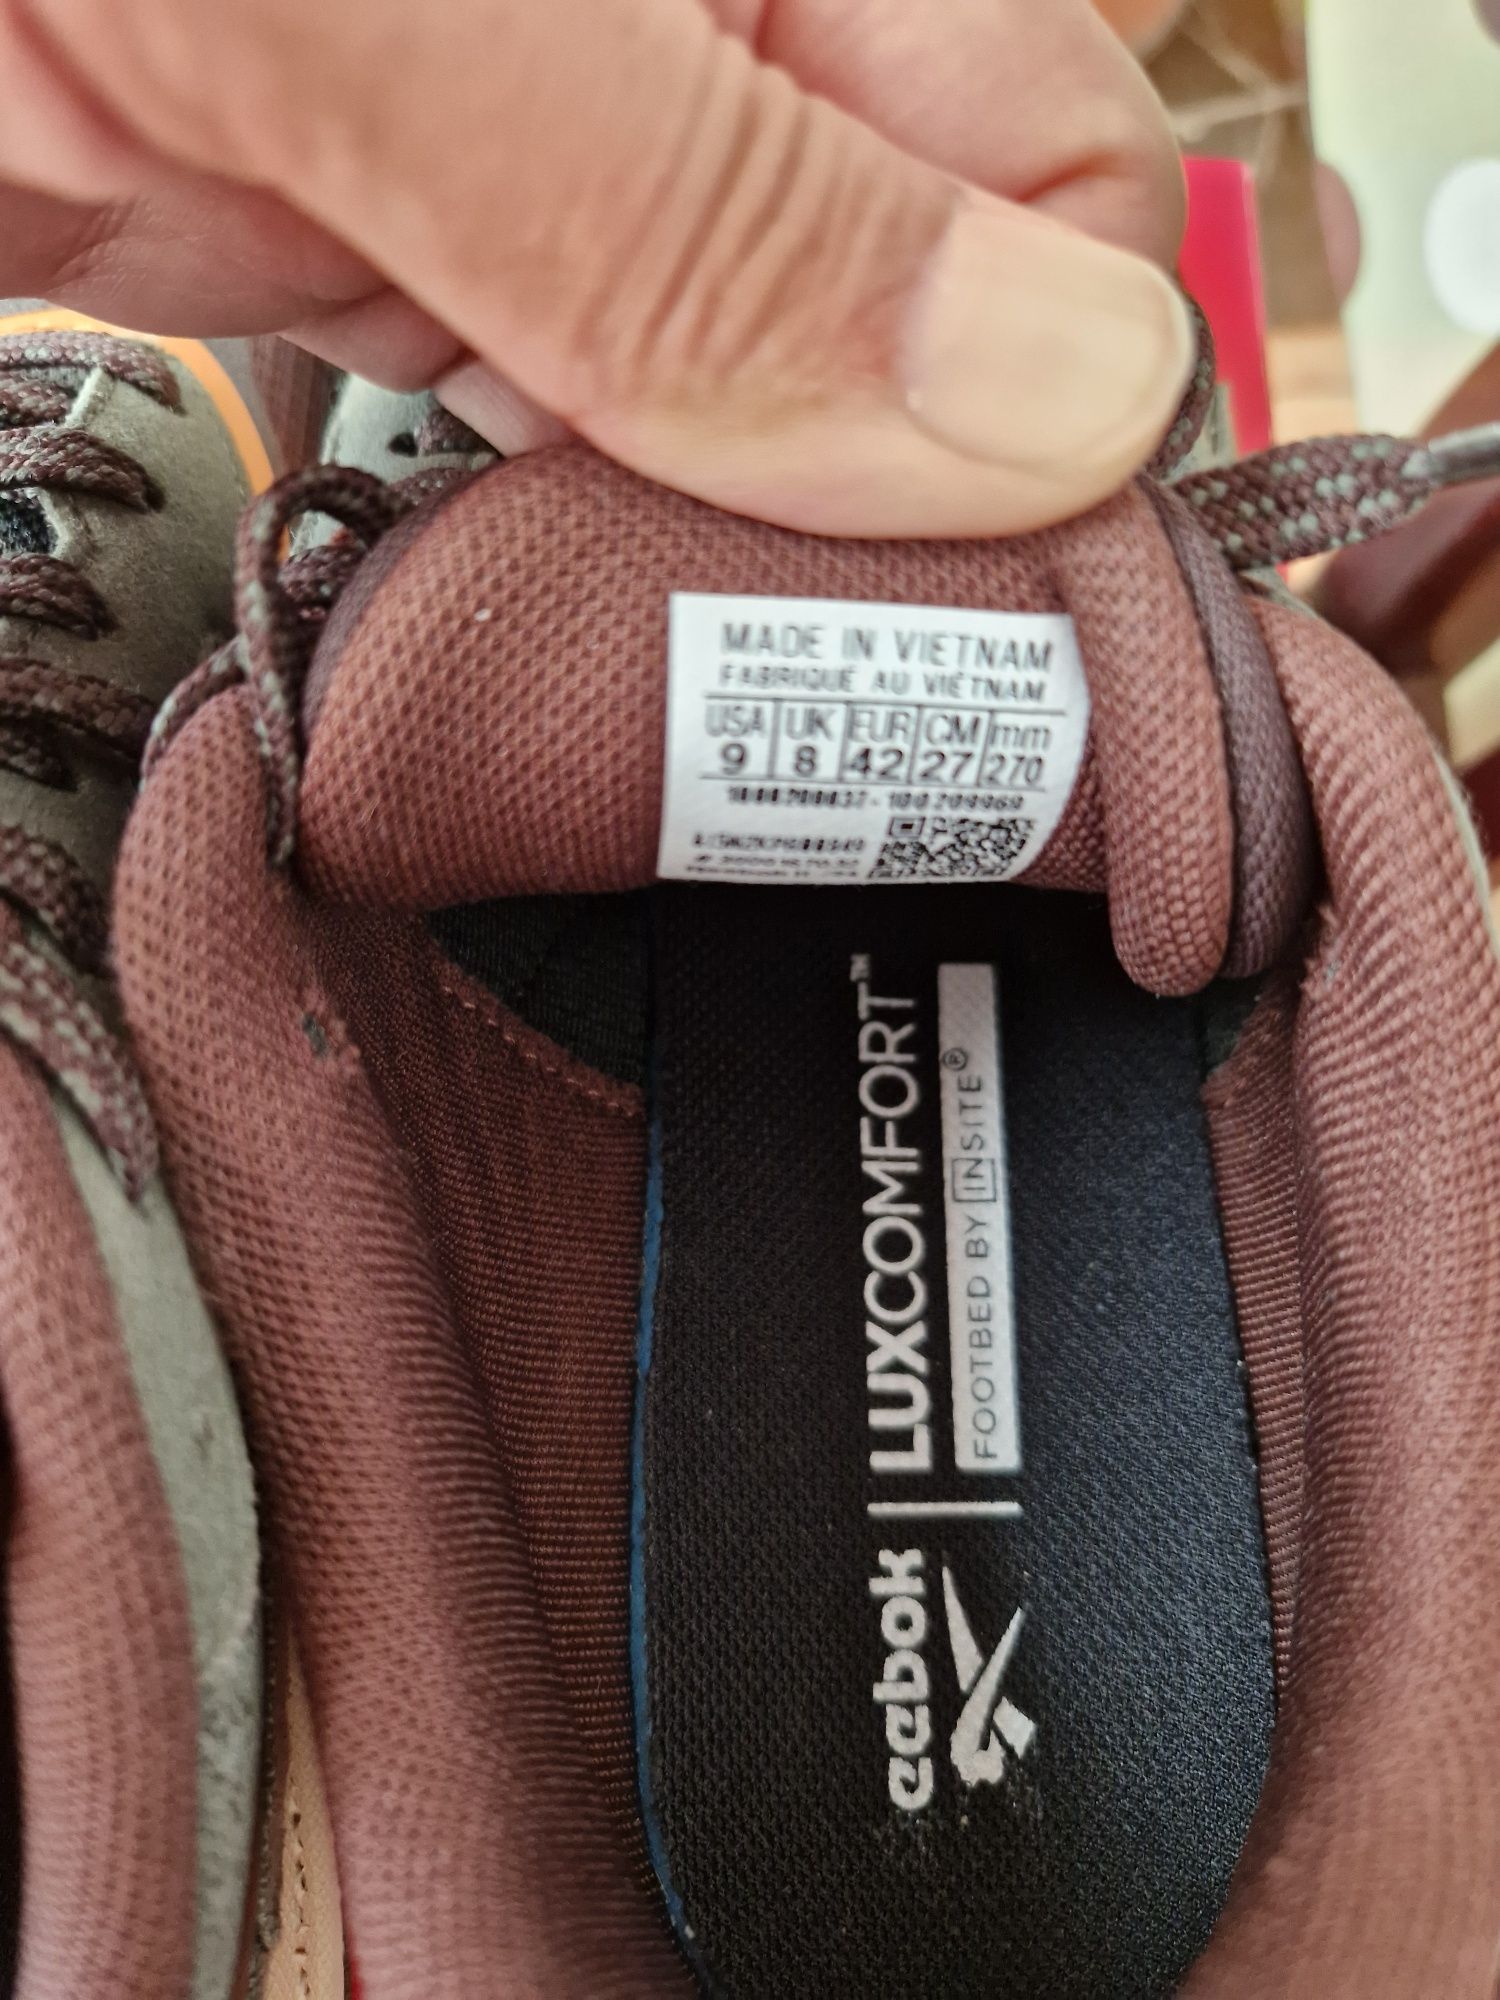 MADE IN VIETNAM
FABRIQUÉ AU VIÊTNAM
USA UK EUR CM mm
9 8 42 27 270
Reebok | LUXCOMFORT™
FOOTBED BY INSITE®